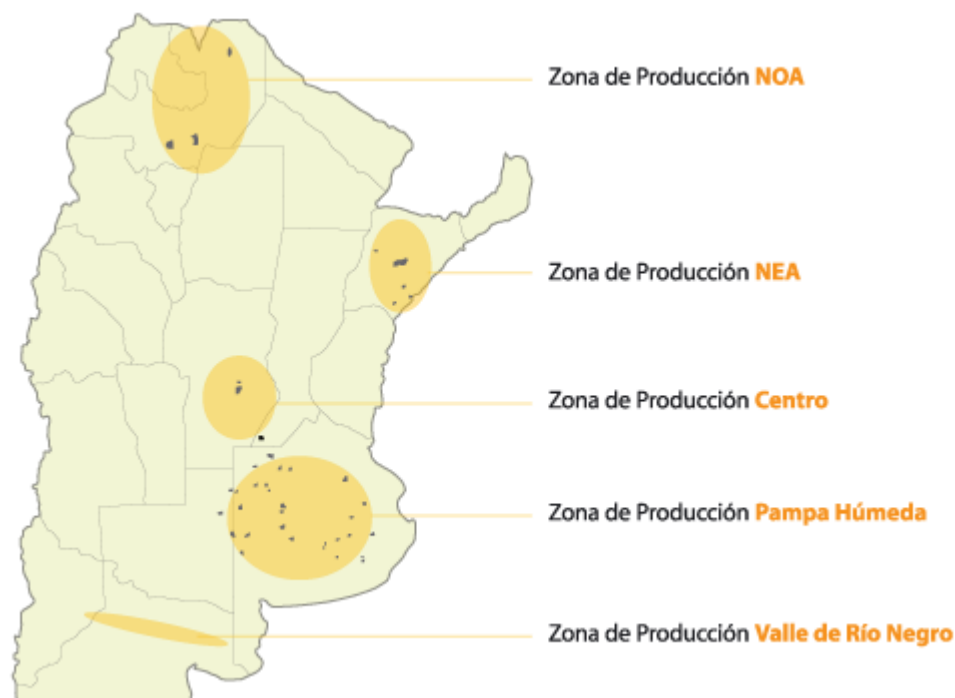 Zona de Producción NOA
Zona de Producción NEA
Zona de Producción Centro
Zona de Producción Pampa Húmeda
Zona de Producción Valle de Río Negro